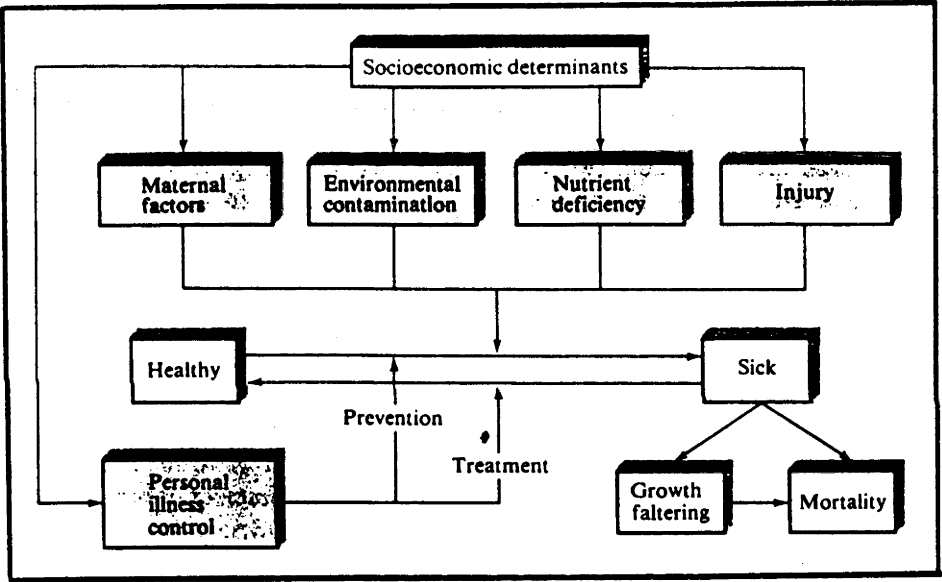 Socioeconomic determinants
Maternal
factors
Environmental
contamination
Nutrient
deficiency
Injury
Healthy
Sick
Prevention
Treatment
Personal
illness
control
Growth
faltering
Mortality